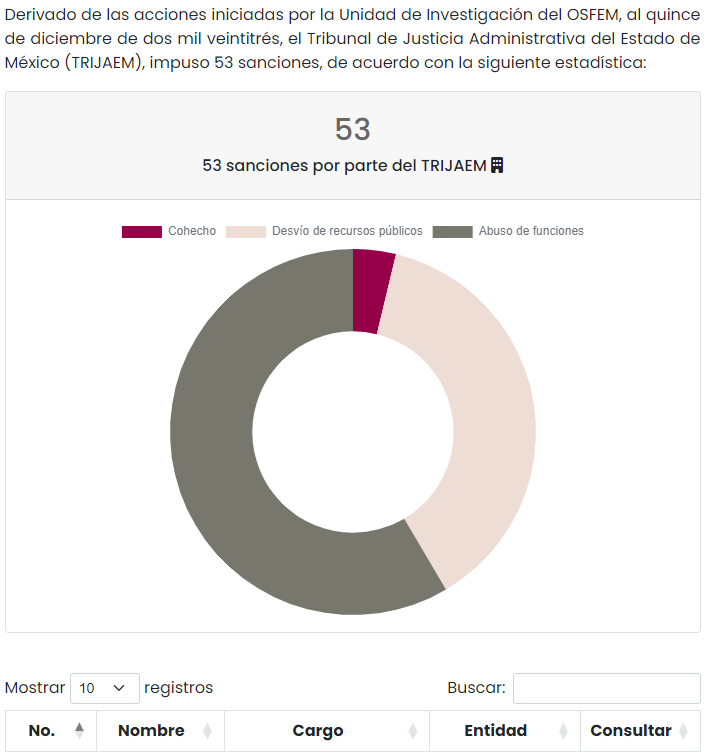 Derivado de las acciones iniciadas por la Unidad de Investigación del OSFEM, al quince
de diciembre de dos mil veintitrés, el Tribunal de Justicia Administrativa del Estado de
México (TRIJAEM), impuso 53 sanciones, de acuerdo con la siguiente estadística:
53
53 sanciones por parte del TRIJAEM
Cohecho Desvío de recursos públicos Abuso de funciones
Mostrar 10 registros Buscar:
No. Nombre Cargo Entidad Consultar